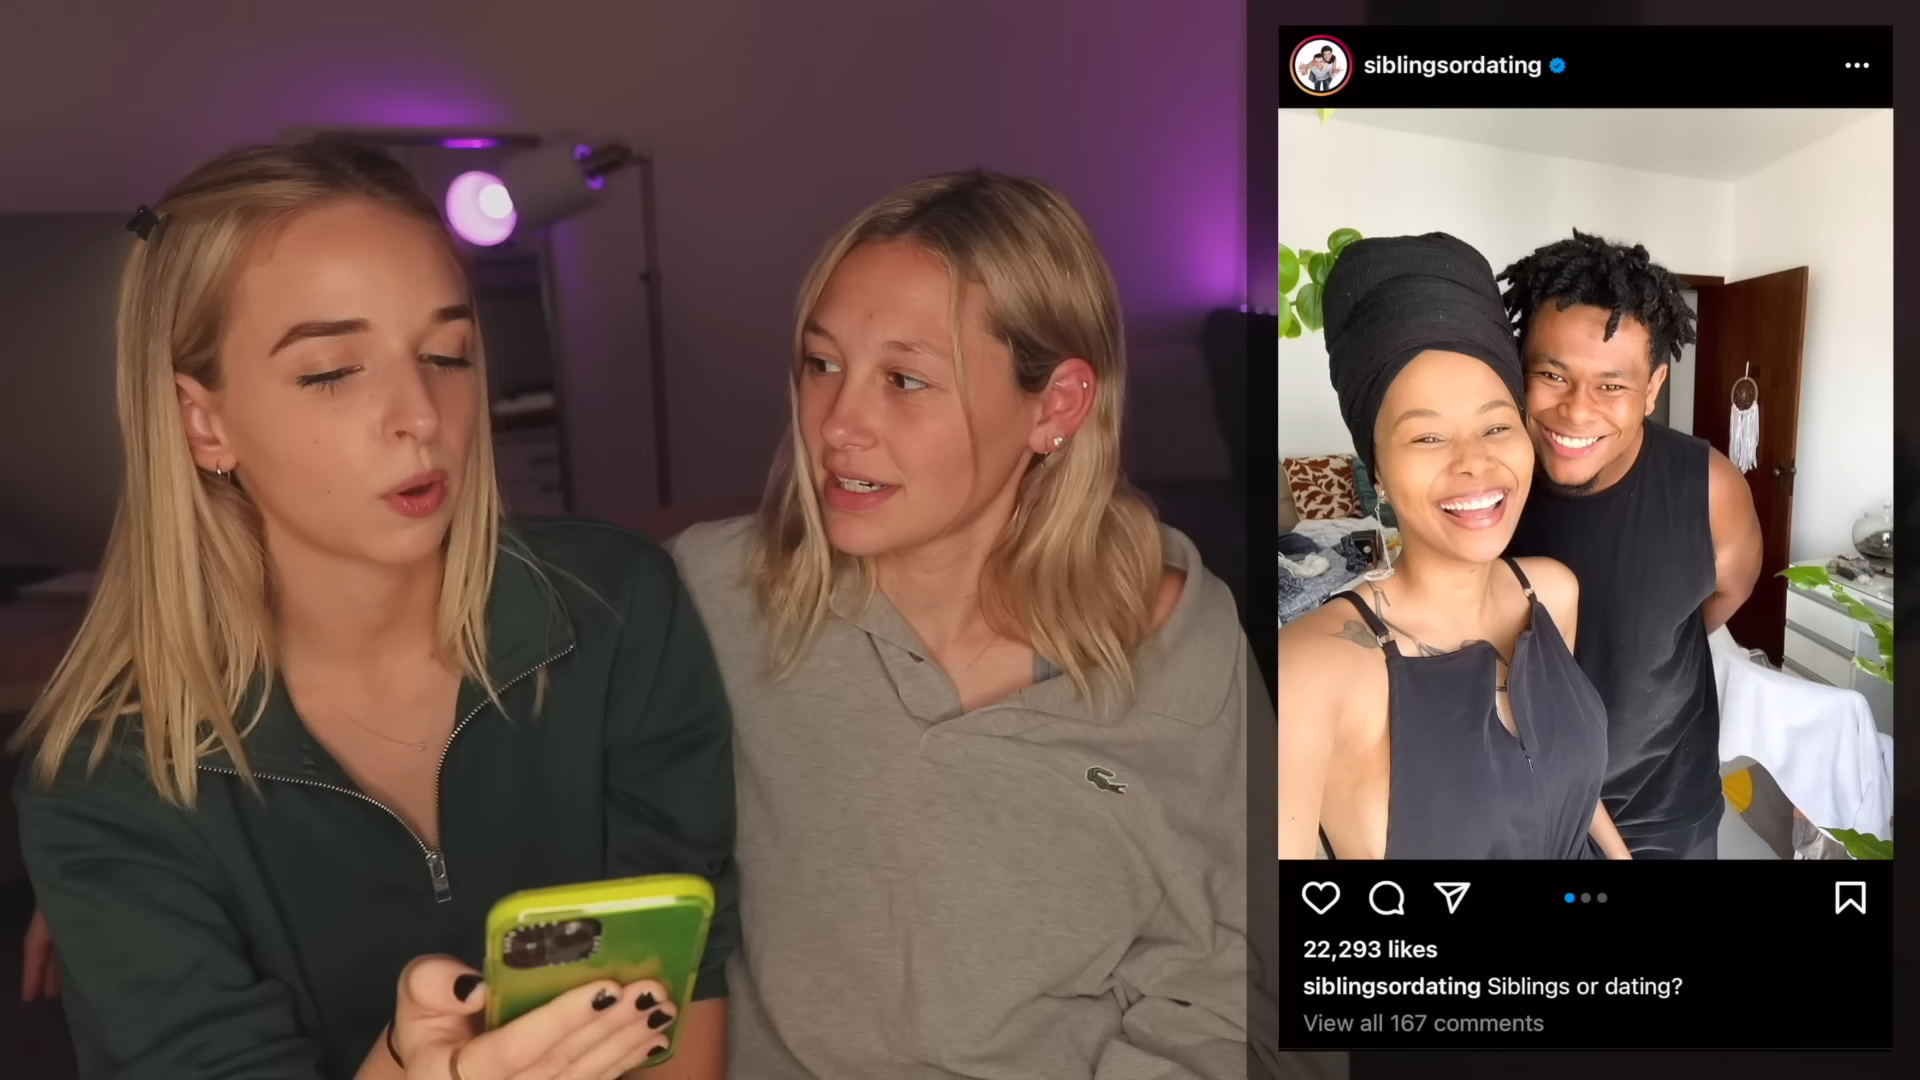 siblingsordating
22,293 likes
siblingsordating Siblings or dating?
View all 167 comments